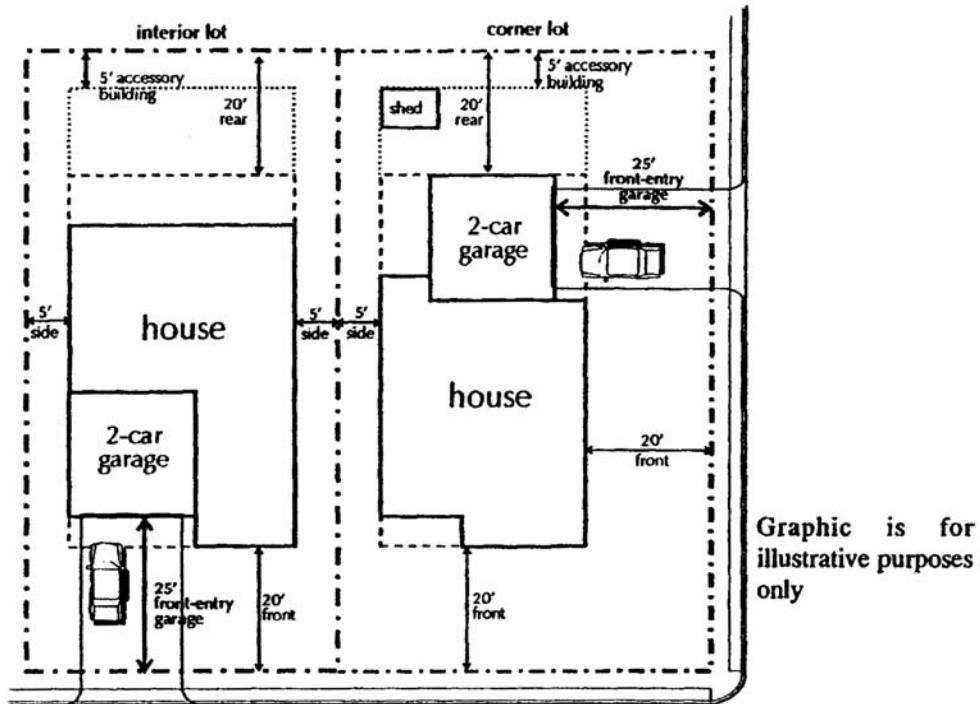 interior lot
corner lot
5' accessory
building
20'
rear
shed
20'
rear
5' accessory
building
25'
front-entry
garage
2-car
garage
5'
side
house
5'
side
5'
side
house
2-car
garage
20'
front
25'
front-entry
garage
20'
front
20'
front
Graphic is for
illustrative purposes
only